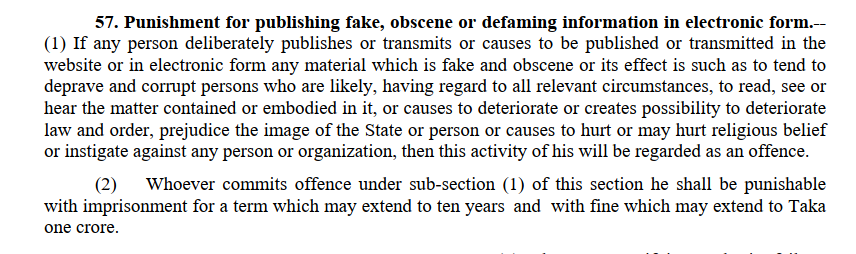 57. Punishment for publishing fake, obscene or defaming information in electronic form.--
(1) If any person deliberately publishes or transmits or causes to be published or transmitted in the
website or in electronic form any material which is fake and obscene or its effect is such as to tend to
deprave and corrupt persons who are likely, having regard to all relevant circumstances, to read, see or
hear the matter contained or embodied in it, or causes to deteriorate or creates possibility to deteriorate
law and order, prejudice the image of the State or person or causes to hurt or may hurt religious belief
or instigate against any person or organization, then this activity of his will be regarded as an offence.
(2) Whoever commits offence under sub-section (1) of this section he shall be punishable
with imprisonment for a term which may extend to ten years and with fine which may extend to Taka
one crore.